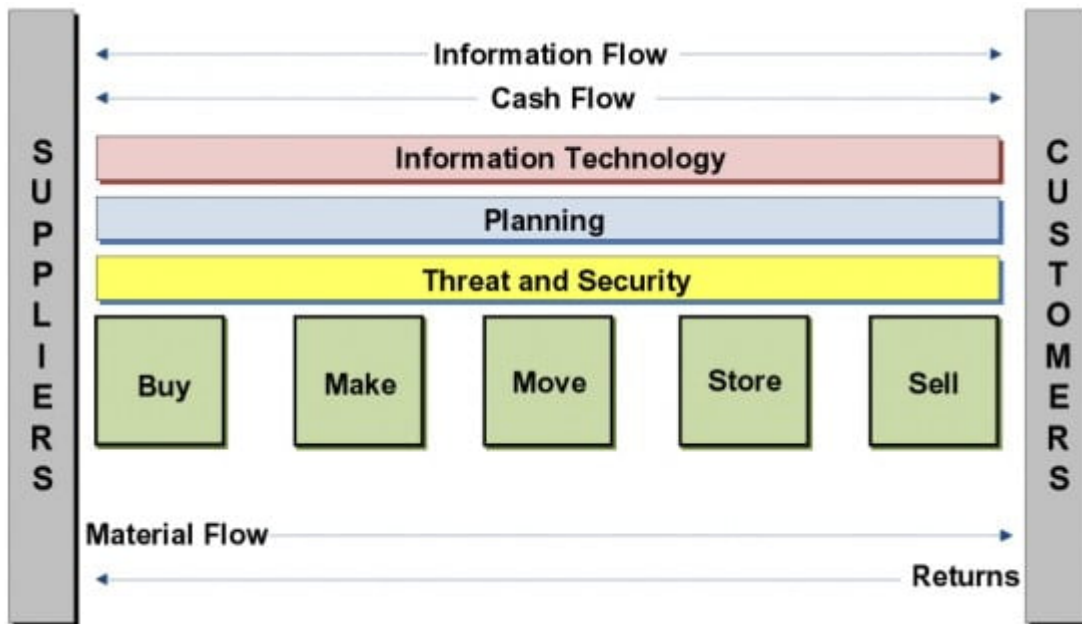 SUPPLIERS
Information Flow
Cash Flow
Information Technology
Planning
Threat and Security
Buy
Make
Move
Store
Sell
Material Flow
Returns
CUSTOMERS